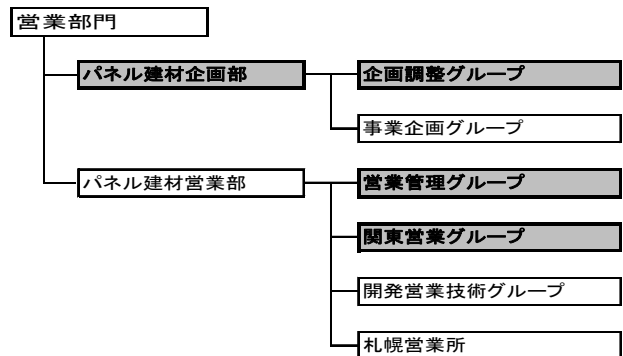 営業部門
パネル建材企画部
企画調整グループ
事業企画グループ
パネル建材営業部
営業管理グループ
関東営業グループ
開発営業技術グループ
札幌営業所